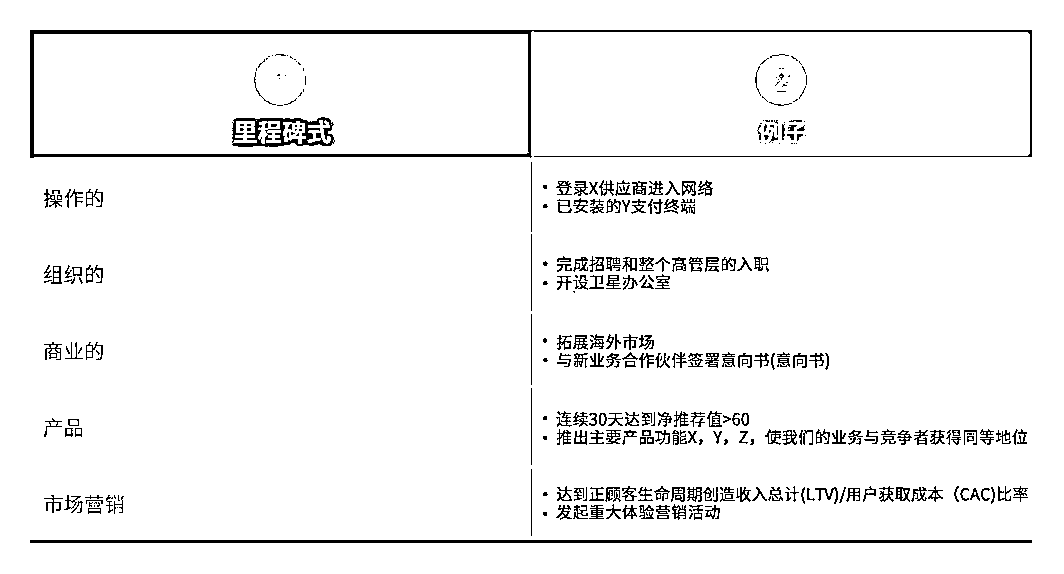 里程碑式
例子
操作的
• 登录X供应商进入网络
• 已安装的Y支付终端
组织的
• 完成招聘和整个高管层的入职
• 开设卫星办公室
商业的
• 拓展海外市场
• 与新业务合作伙伴签署意向书(意向书)
产品
• 连续30天达到净推荐值>60
• 推出主要产品功能X，Y，Z，使我们的业务与竞争者获得同等地位
市场营销
• 达到正顾客生命周期创造收入总计(LTV)/用户获取成本（CAC)比率
• 发起重大体验营销活动